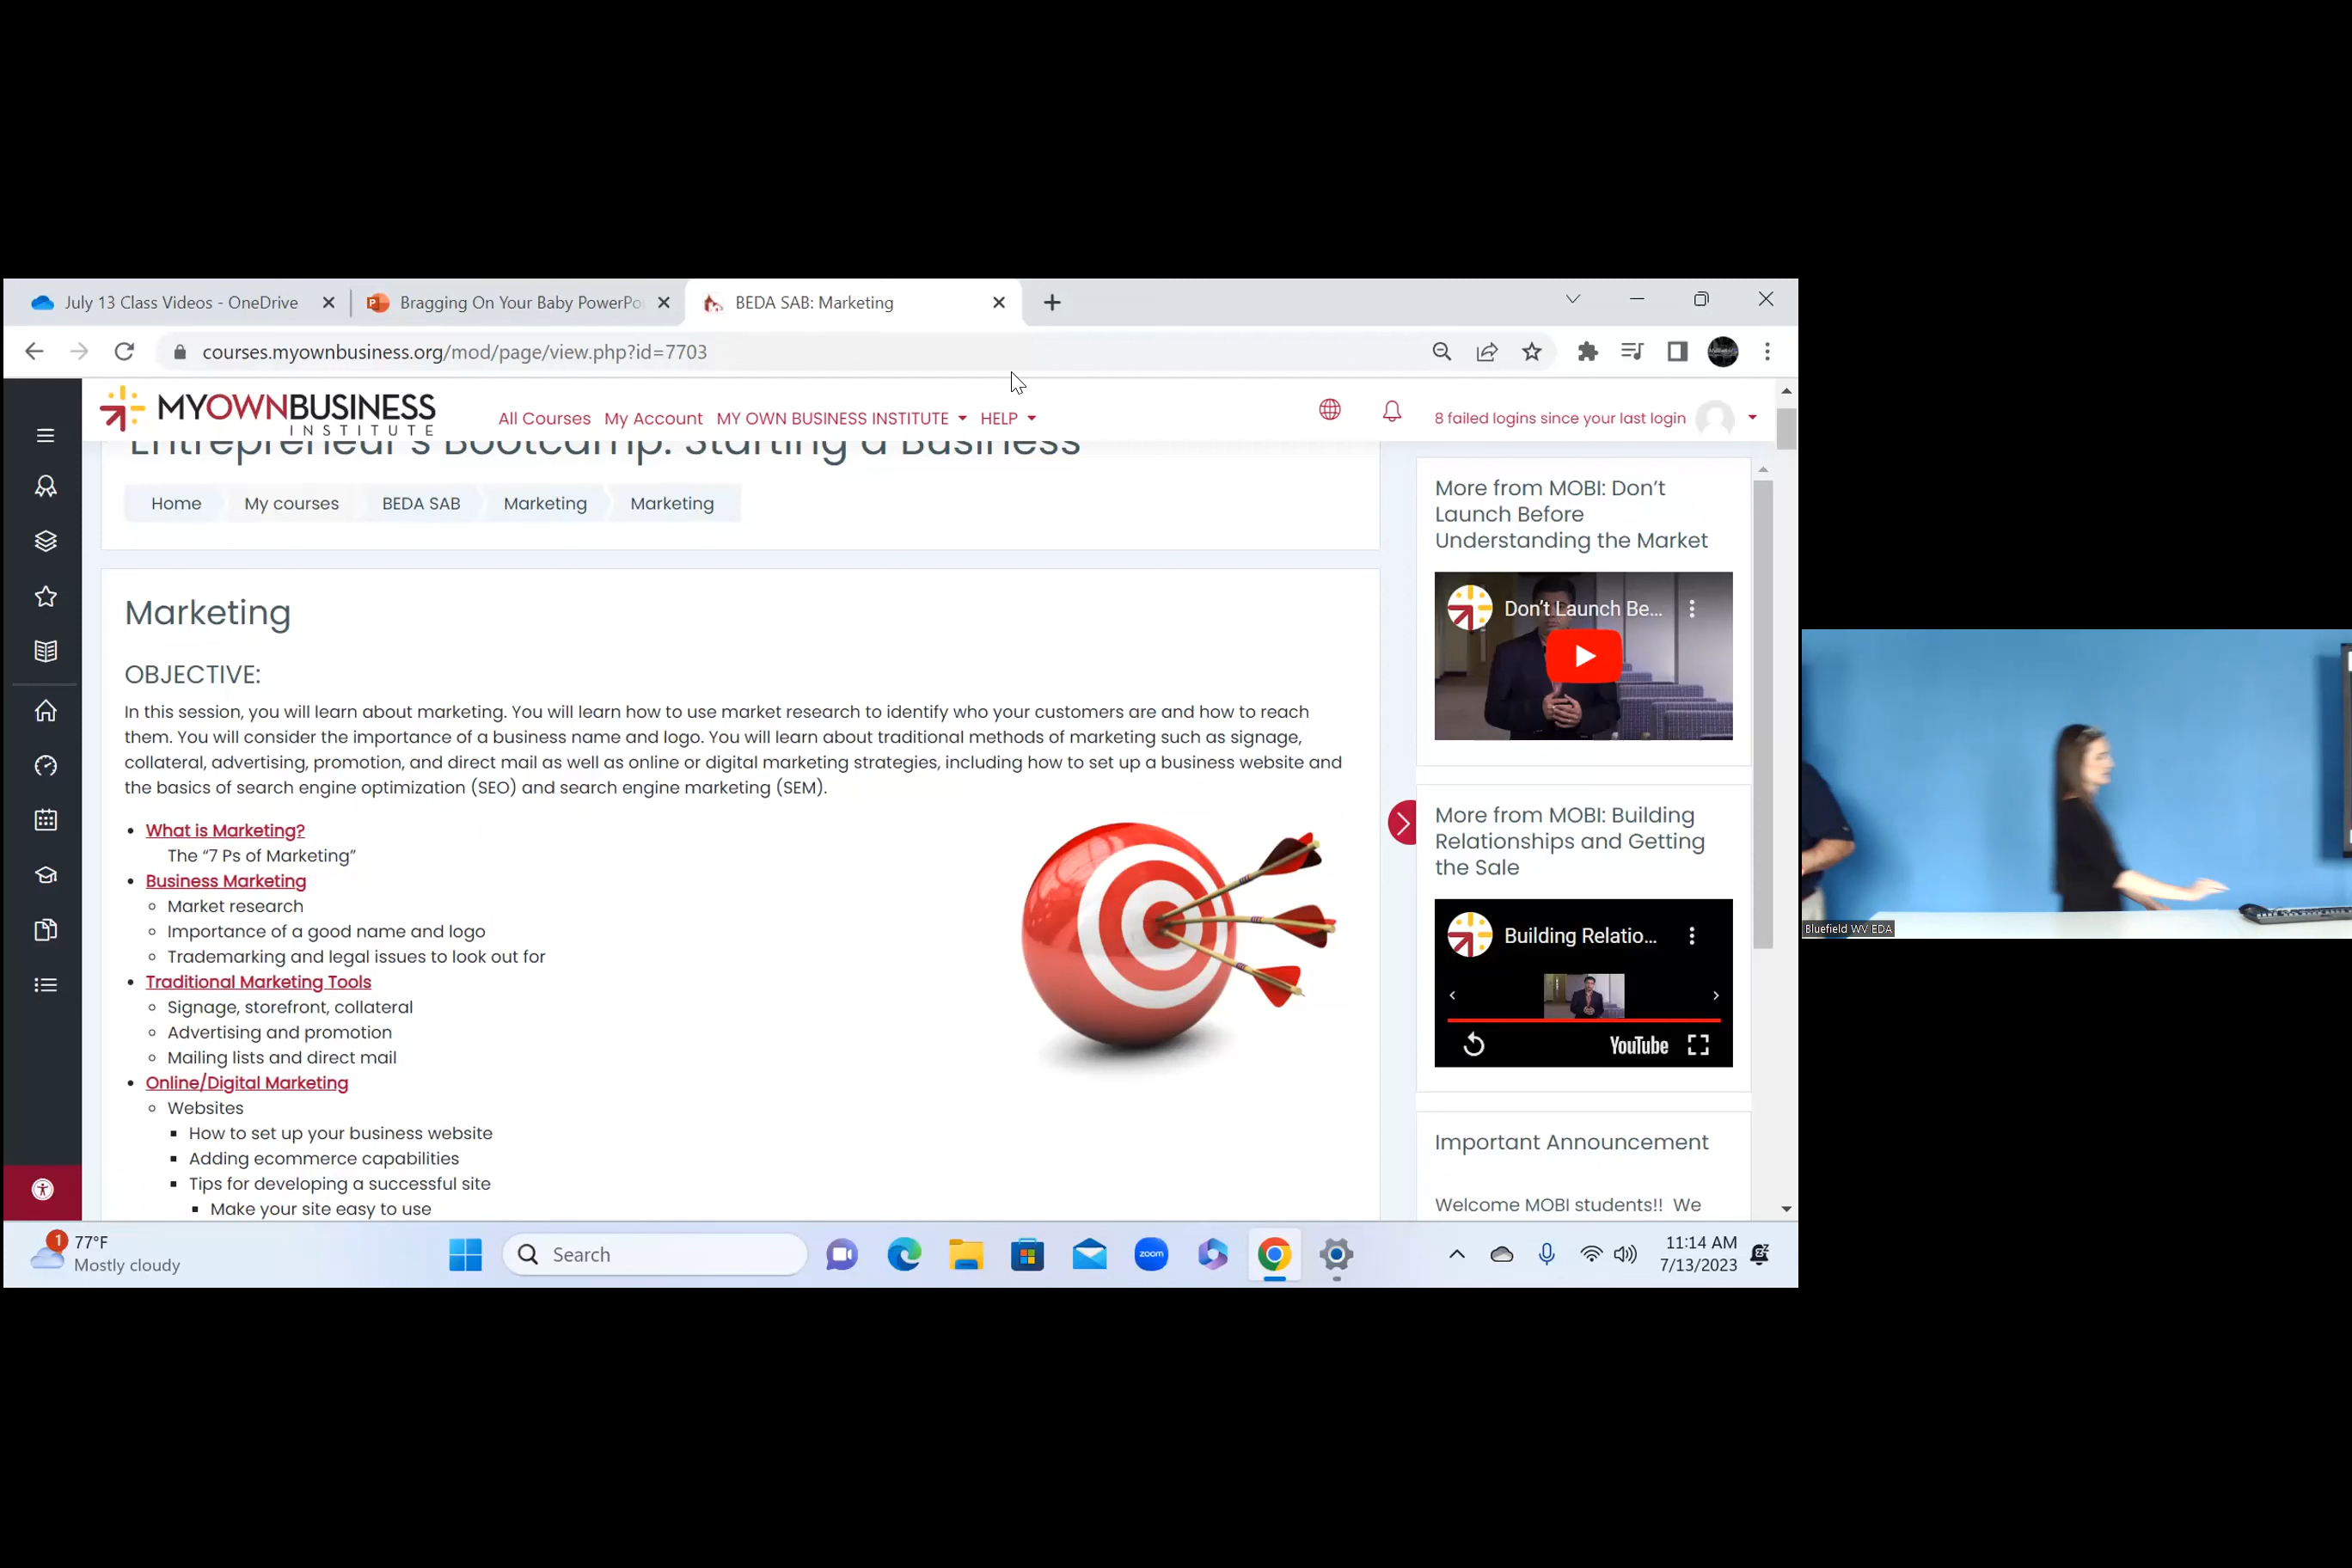 July 13 Class Videos - OneDrive
Bragging On Your Baby PowerPo
BEDA SAB: Marketing
courses.myownbusiness.org/mod/page/view.php?id=7703
MYOWNBUSINESS
INSTITUTE
All Courses
My Account
MY OWN BUSINESS INSTITUTE
HELP
8 failed logins since your last login
Entrepreneur's Bootcamp: Starting a Business
Home
My courses
BEDA SAB
Marketing
Marketing
Marketing
OBJECTIVE:
In this session, you will learn about marketing. You will learn how to use market research to identify who your customers are and how to reach
them. You will consider the importance of a business name and logo. You will learn about traditional methods of marketing such as signage,
collateral, advertising, promotion, and direct mail as well as online or digital marketing strategies, including how to set up a business website and
the basics of search engine optimization (SEO) and search engine marketing (SEM).
What is Marketing?
The “7 Ps of Marketing”
Business Marketing
Market research
Importance of a good name and logo
Trademarking and legal issues to look out for
Traditional Marketing Tools
Signage, storefront, collateral
Advertising and promotion
Mailing lists and direct mail
Online/Digital Marketing
Websites
How to set up your business website
Adding ecommerce capabilities
Tips for developing a successful site
Make your site easy to use
More from MOBI: Don’t
Launch Before
Understanding the Market
Don’t Launch Be...
More from MOBI: Building
Relationships and Getting
the Sale
Building Relatio...
YouTube
Important Announcement
Welcome MOBI students!! We
Bluefield WV EDA
1
77°F
Mostly cloudy
Search
zoom
11:14 AM
7/13/2023